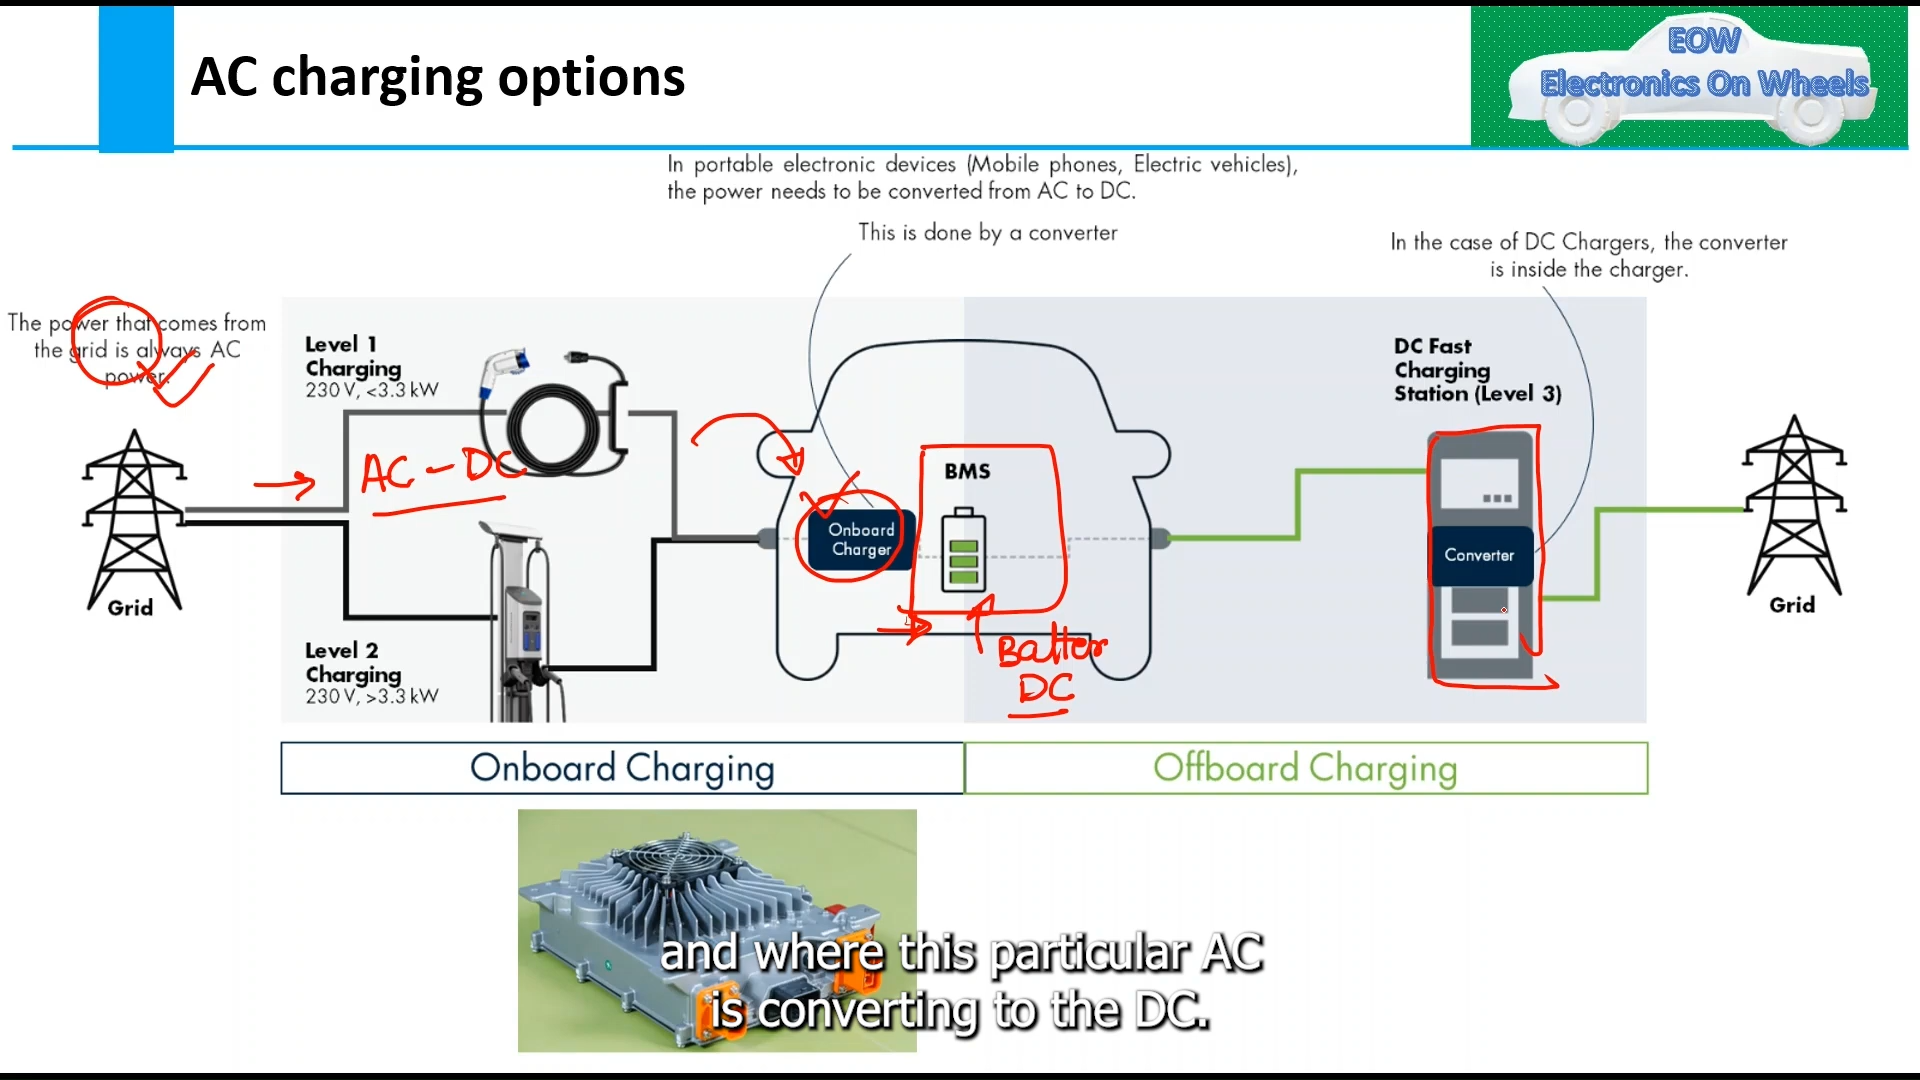 AC charging options
EOW
Electronics On Wheels
In portable electronic devices (Mobile phones, Electric vehicles),
the power needs to be converted from AC to DC.
This is done by a converter
In the case of DC Chargers, the converter
is inside the charger.
The power that comes from
the grid is always AC
power.
Level 1
Charging
230 V, <3.3 kW
AC - DC
Grid
Level 2
Charging
230 V, >3.3 kW
Onboard
Charger
BMS
Batter
DC
DC Fast
Charging
Station (Level 3)
Converter
Grid
Onboard Charging
Offboard Charging
and where this particular AC
is converting to the DC.